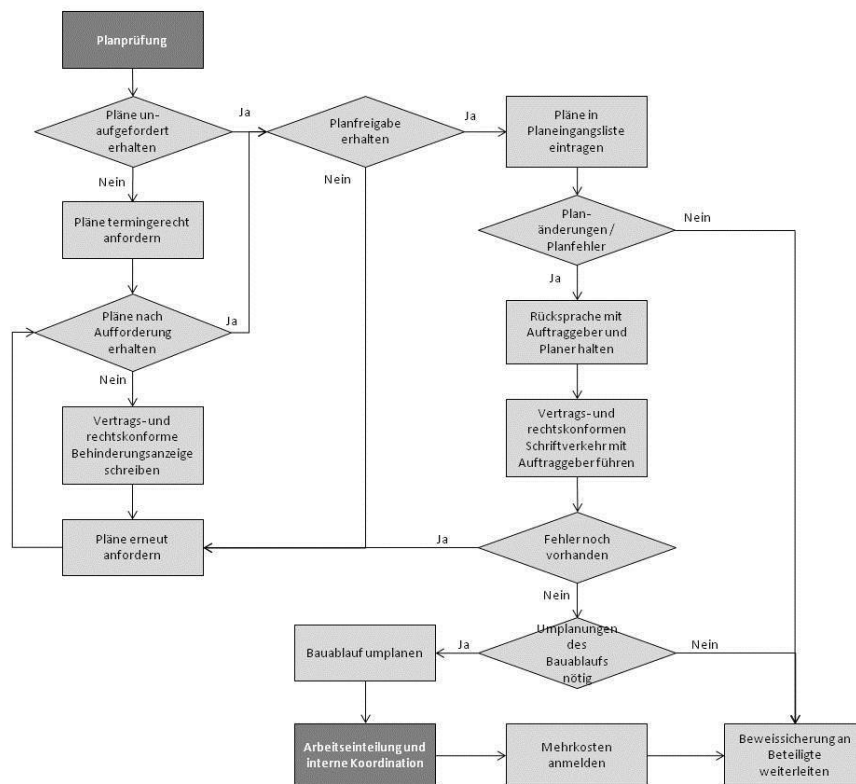 Planprüfung
Pläne un-
aufgefordert
erhalten
Ja
Planfreigabe
erhalten
Ja
Pläne in
Planeingangsliste
eintragen
Nein
Nein
Pläne termingerecht
anfordern
Plan-
änderungen /
Planfehler
Nein
Ja
Pläne nach
Aufforderung
erhalten
Ja
Rücksprache mit
Auftraggeber und
Planer halten
Nein
Vertrags- und
rechtskonforme
Behinderungsanzeige
schreiben
Vertrags- und
rechtskonformen
Schriftverkehr mit
Auftraggeber führen
Pläne erneut
anfordern
Ja
Fehler noch
vorhanden
Nein
Bauablauf umplanen
Ja
Umplanungen
des
Bauablaufs
nötig
Nein
Arbeitseinteilung und
interne Koordination
Mehrkosten
anmelden
Beweissicherung an
Beteiligte
weiterleiten